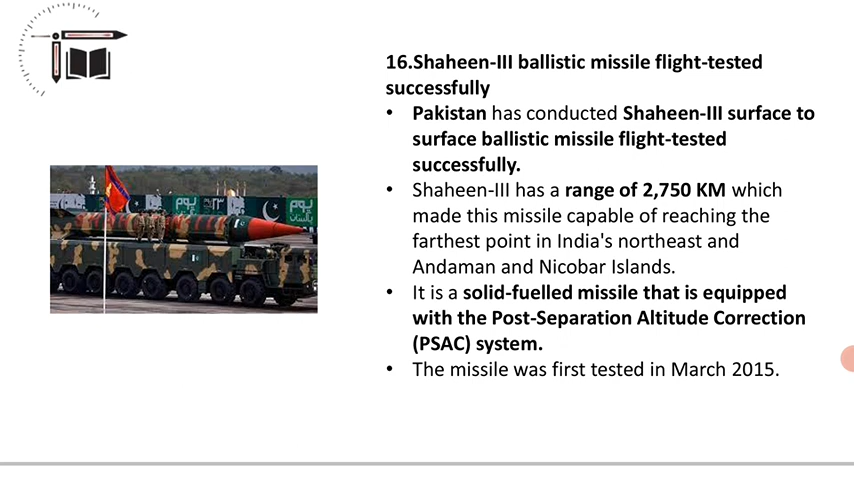 16.Shaheen-III ballistic missile flight-tested
successfully
• Pakistan has conducted Shaheen-III surface to
surface ballistic missile flight-tested
successfully.
• Shaheen-III has a range of 2,750 KM which
made this missile capable of reaching the
farthest point in India's northeast and
Andaman and Nicobar Islands.
• It is a solid-fuelled missile that is equipped
with the Post-Separation Altitude Correction
(PSAC) system.
• The missile was first tested in March 2015.